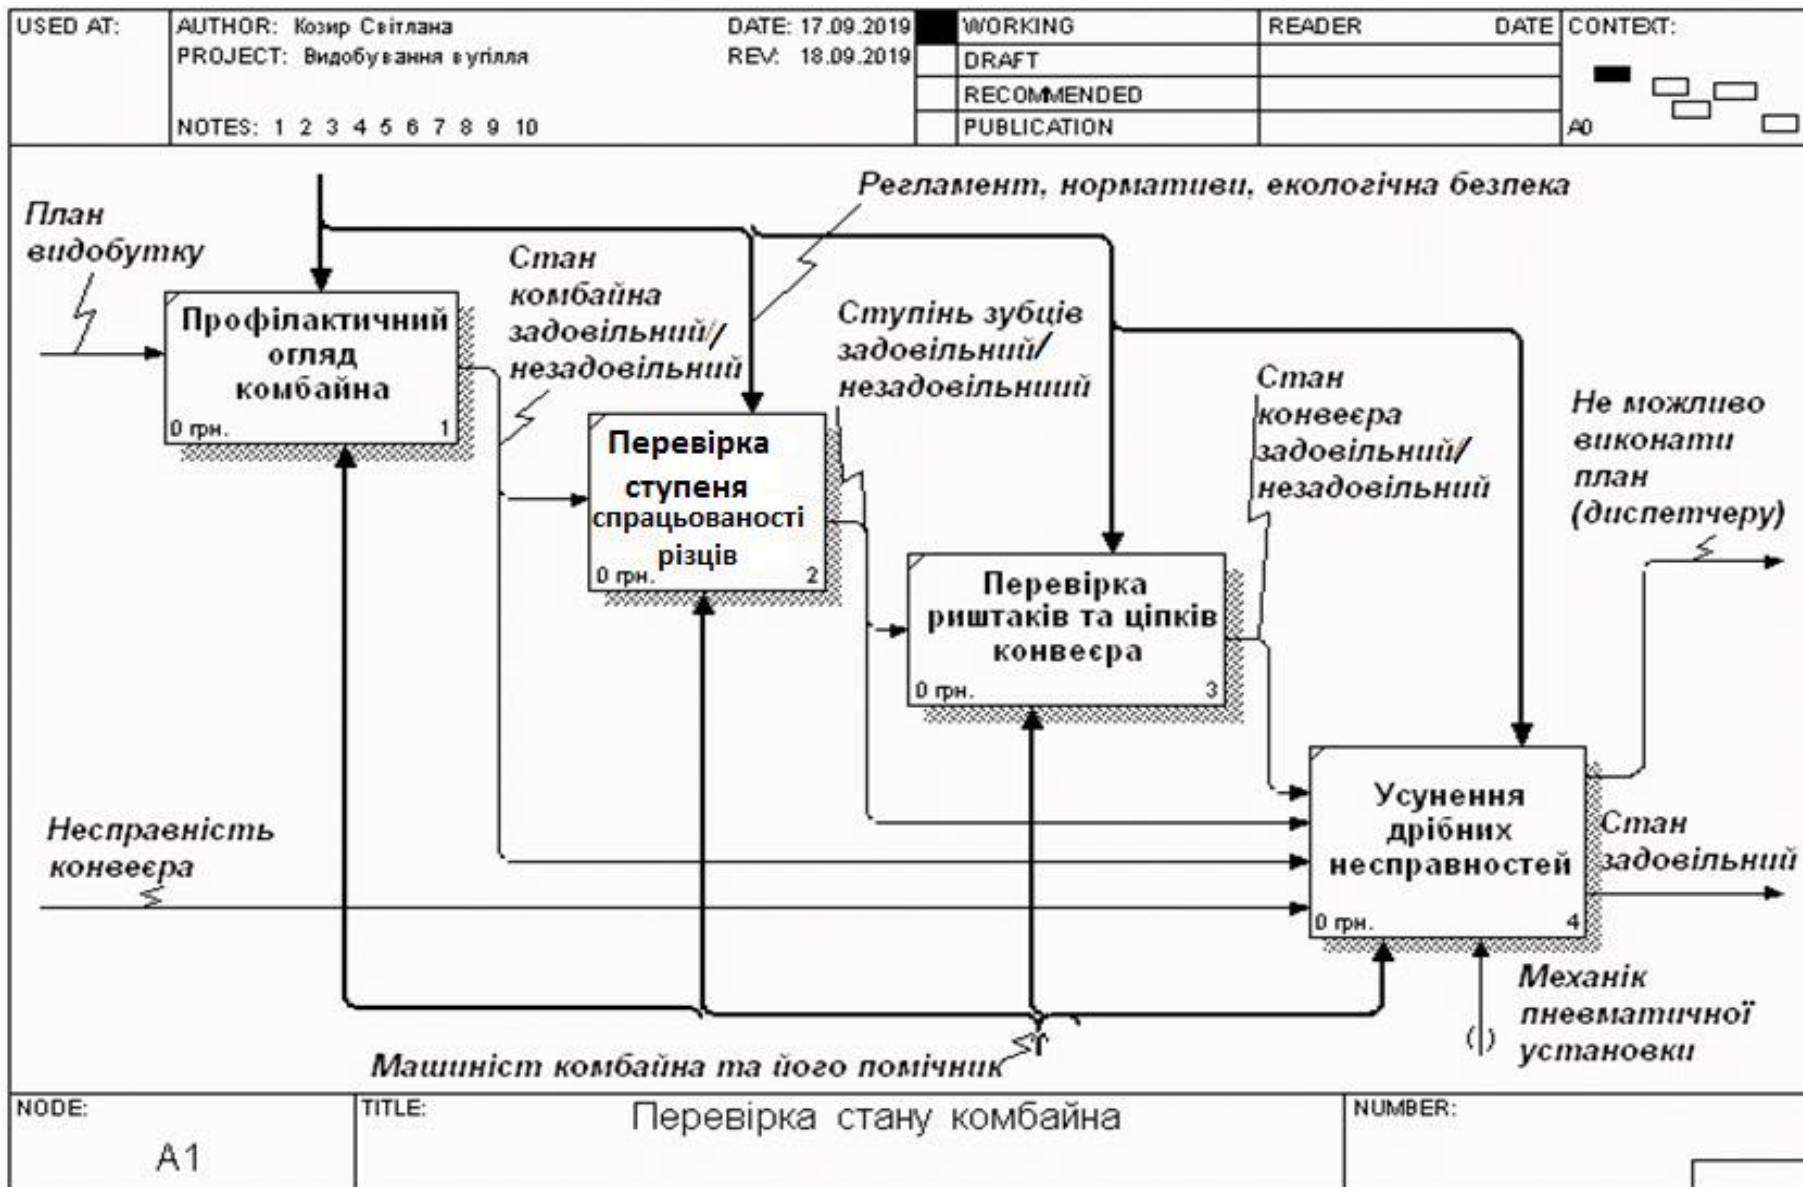 USED AT:
AUTHOR: Козир Світлана
DATE: 17.09.2019
PROJECT: Видобування вугілля
REV: 18.09.2019
NOTES: 1 2 3 4 5 6 7 8 9 10
WORKING
DRAFT
RECOMMENDED
PUBLICATION
READER
DATE
CONTEXT:
A0
Регламент, нормативи, екологічна безпека
План
видобутку
Стан
комбайна
задовільний/
незадовільний
Ступінь зубців
задовільний/
незадовільниий
Стан
конвеєра
задовільний/
незадовільний
Не можливо
виконати
план
(диспетчеру)
Профілактичний
огляд
комбайна
0 грн.
1
Перевірка
ступеня
спрацьованості
різців
0 грн.
2
Перевірка
риштаків та ціпків
конвеєра
0 грн.
3
Усунення
дрібних
несправностей
0 грн.
4
Несправність
конвеєра
Стан
задовільний
Механік
пневматичної
установки
Машиніст комбайна та його помічник
NODE:
A1
TITLE:
Перевірка стану комбайна
NUMBER: